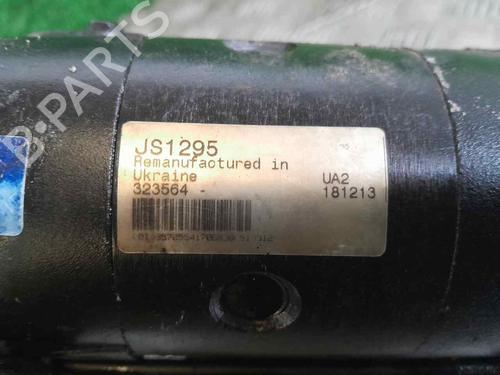 B-PARTS
JS1295
Remanufactured in
Ukraine
323564 -
UA2
181213